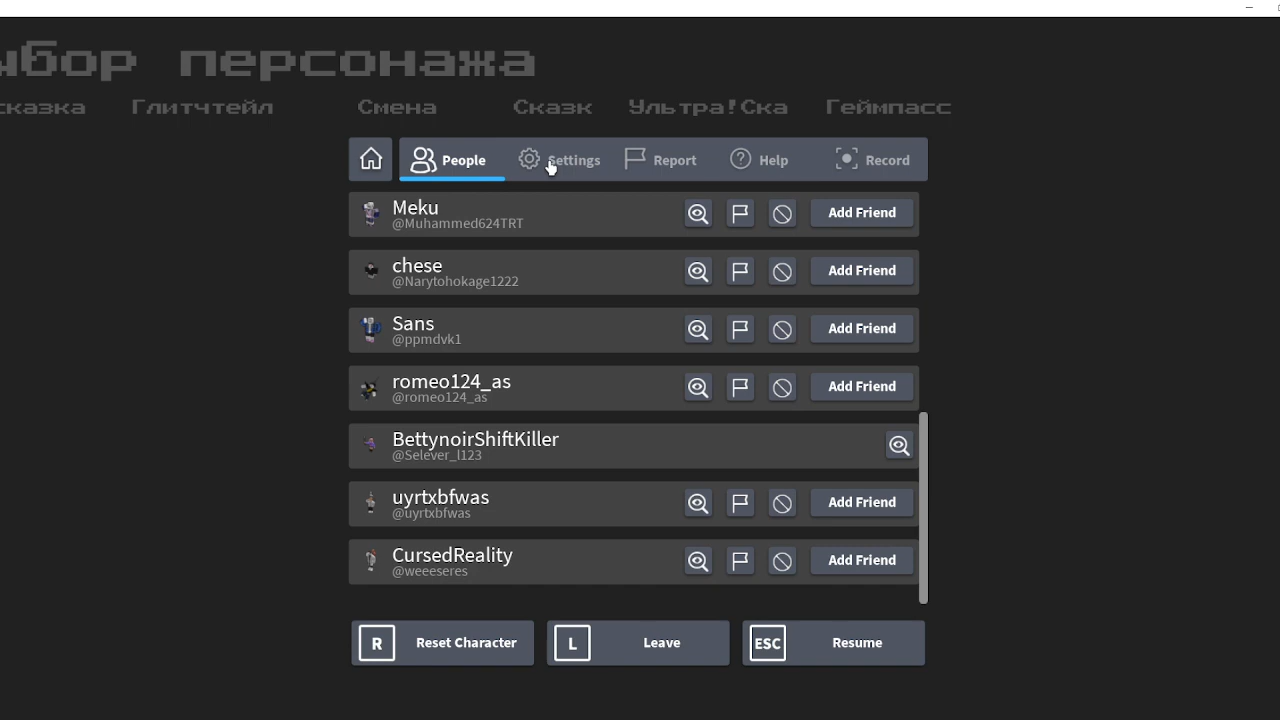 ыбор персонажа
сказка Глитчтейл Смена Сказк Ультра!Ска Геймпасс
People Settings Report Help Record
Meku
@Muhammed624TRT
Add Friend
chese
@Narytohokage1222
Add Friend
Sans
@ppmdvk1
Add Friend
romeo124_as
@romeo124_as
Add Friend
BettynoirShiftKiller
@Selever_l123
uyrtxbfwas
@uyrtxbfwas
Add Friend
CursedReality
@weeeseres
Add Friend
R Reset Character L Leave ESC Resume